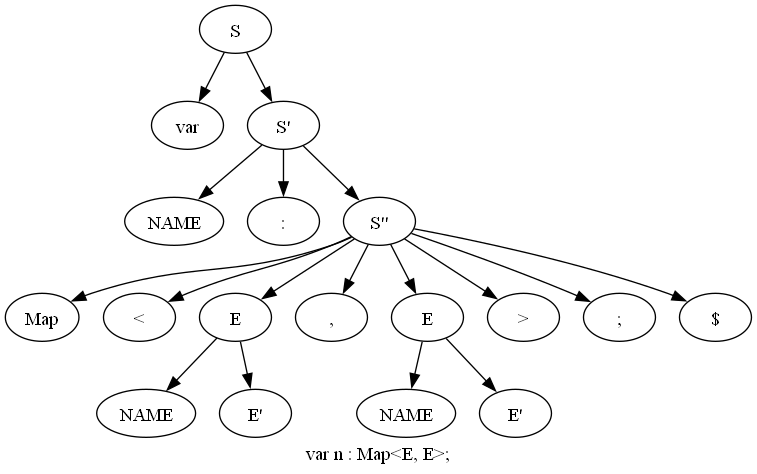 S
var S'
NAME : S''
Map < E , E > ; $
NAME E' NAME E'
var n : Map<E, E>;